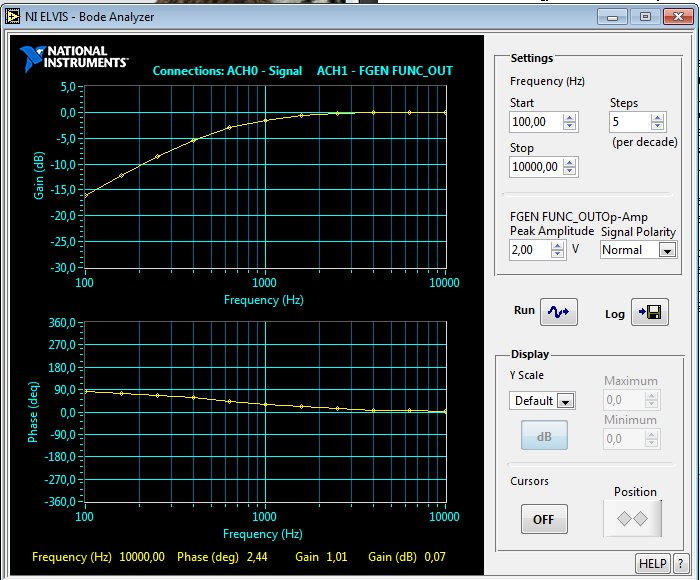 NI ELVIS - Bode Analyzer
NATIONAL
INSTRUMENTS™
Connections: ACH0 - Signal ACH1 - FGEN FUNC_OUT
5,0
0,0
-5,0
-10,0
-15,0
-20,0
-25,0
-30,0
Gain (dB)
100 1000 10000
Frequency (Hz)
360,0
270,0
180,0
90,0
0,0
-90,0
-180,0
-270,0
-360,0
Phase (deg)
100 1000 10000
Frequency (Hz)
Frequency (Hz) 10000,00 Phase (deg) 2,44 Gain 1,01 Gain (dB) 0,07
Settings
Frequency (Hz)
Start Steps
100,00 5
(per decade)
Stop
10000,00
FGEN FUNC_OUTOp-Amp
Peak Amplitude Signal Polarity
2,00 V Normal
Run Log
Display
Y Scale Maximum
Default 0,0
Minimum
dB 0,0
Cursors Position
OFF
HELP ?